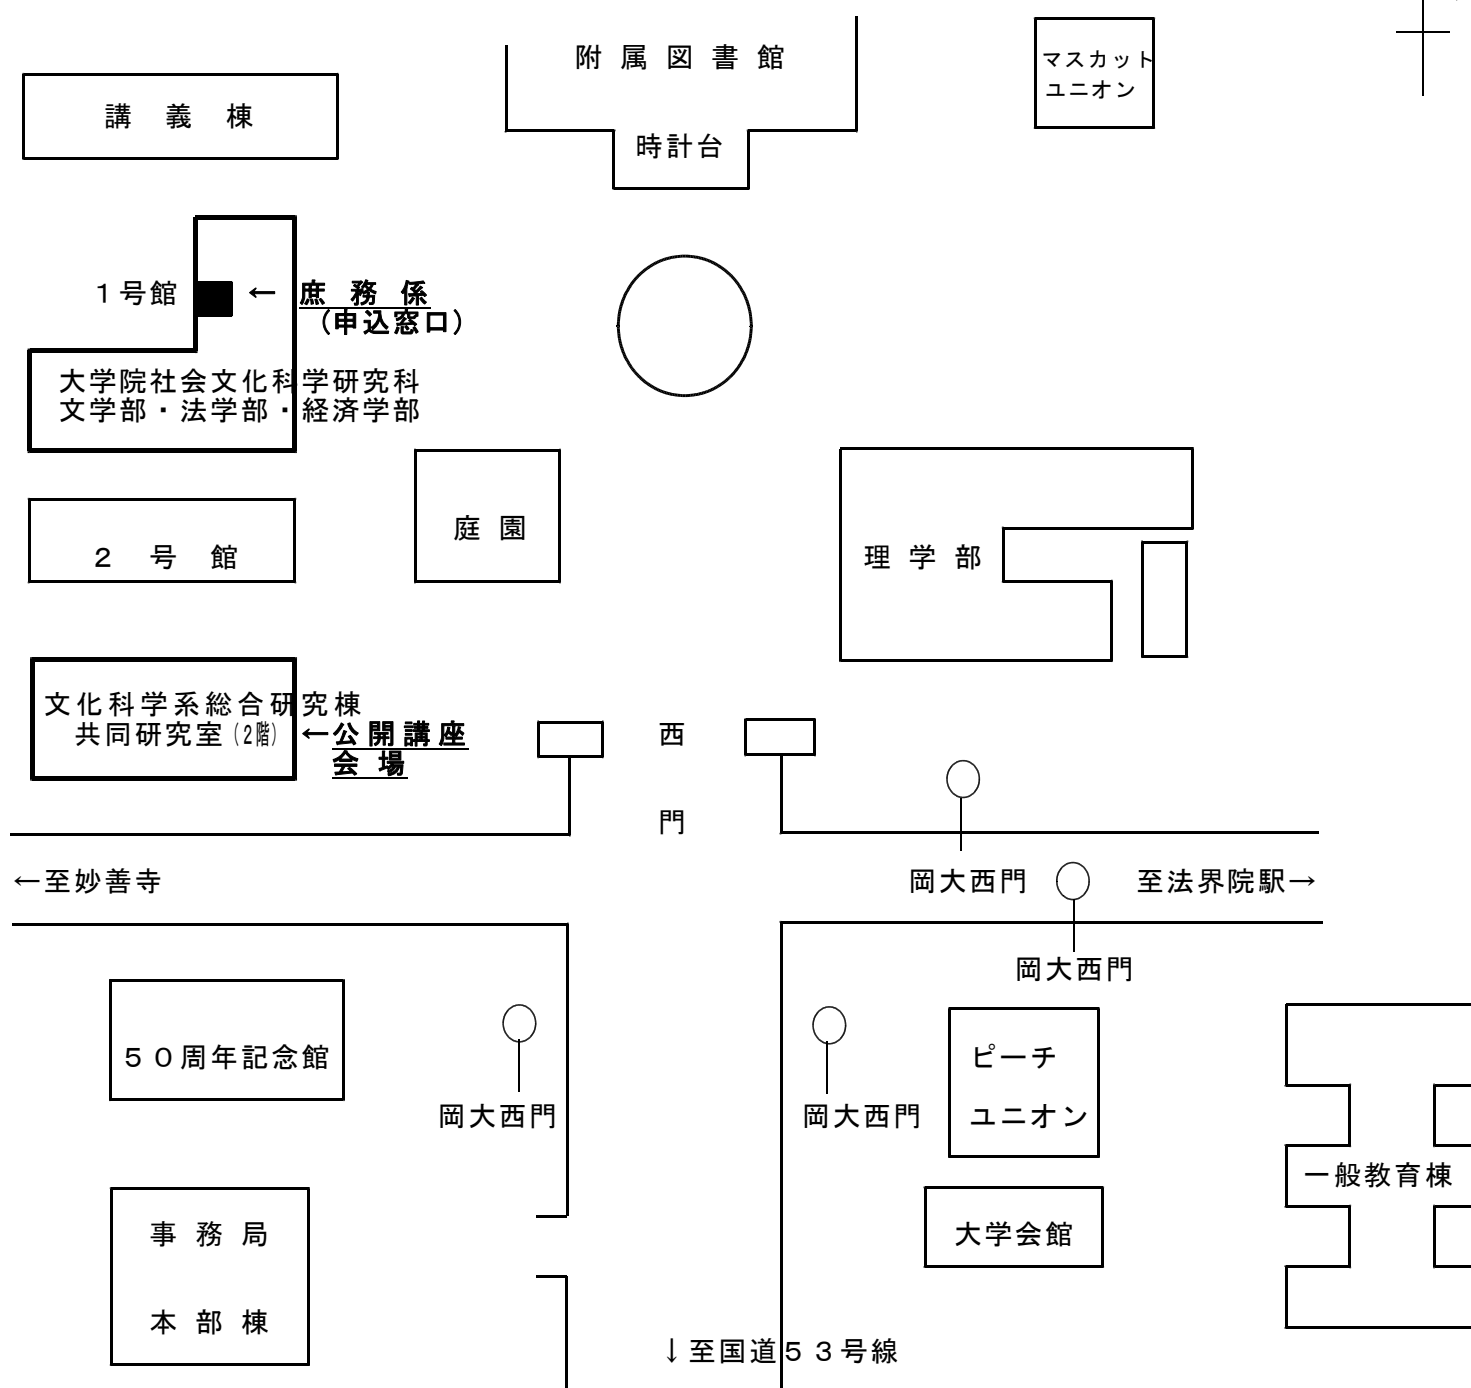 附属図書館
マスカット
ユニオン
講義棟
時計台
１号館
← 庶務係
（申込窓口）
大学院社会文化科学研究科
文学部・法学部・経済学部
庭園
２号館
理学部
文化科学系総合研究棟
共同研究室（２階）
←公開講座
会場
西
門
←至妙善寺
岡大西門
至法界院駅→
岡大西門
５０周年記念館
ピーチ
ユニオン
岡大西門
岡大西門
一般教育棟
事務局
本部棟
大学会館
↓至国道５３号線